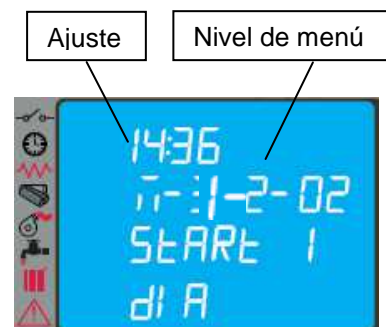 Ajuste
Nivel de menú
14:36
M-1-2-02
START 1
dI A